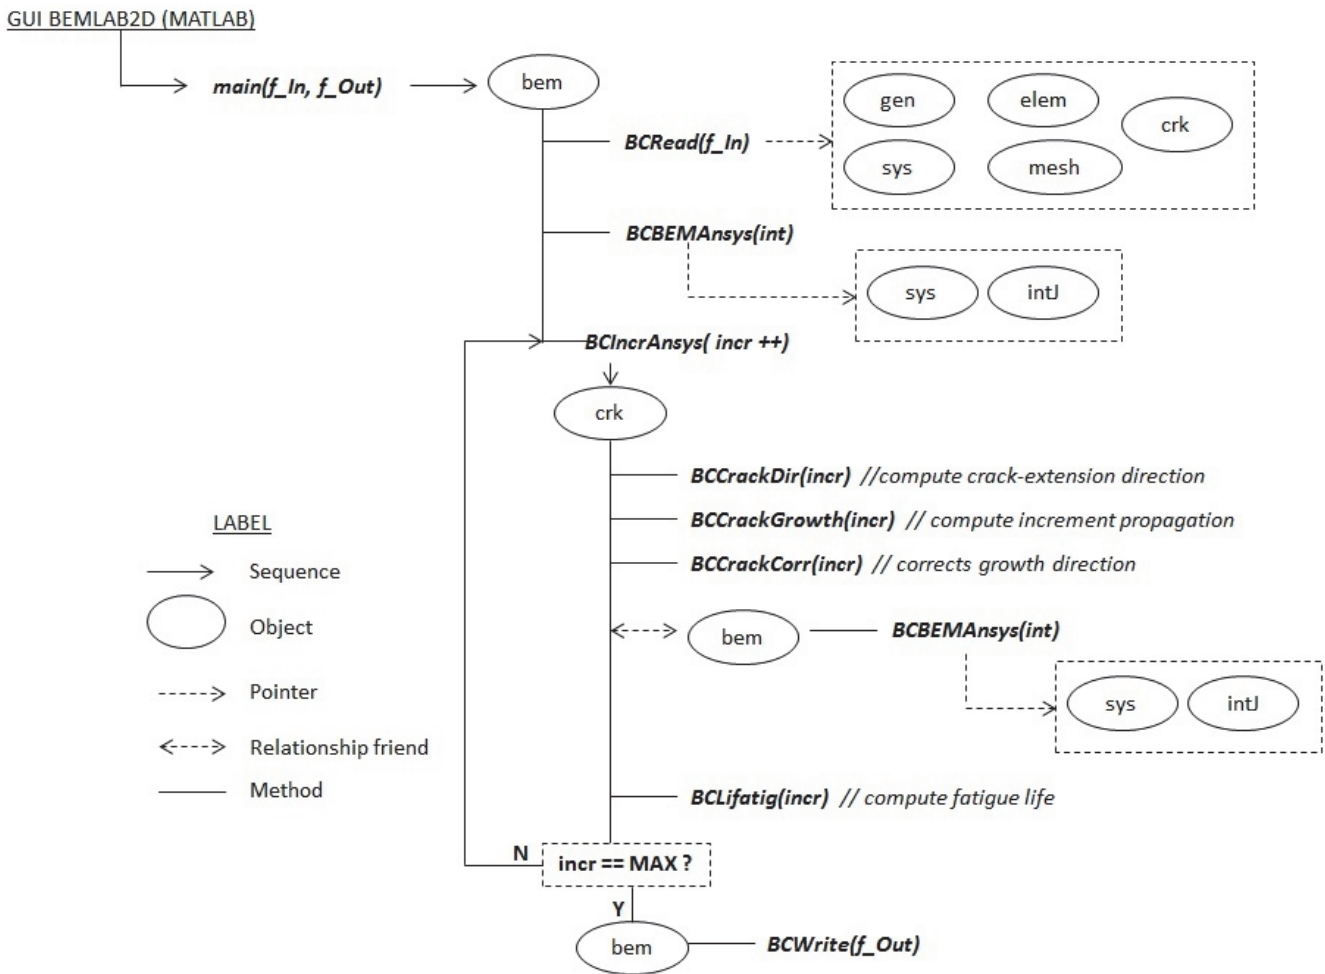 GUI BEMLAB2D (MATLAB)
main(f_In, f_Out)
bem
BCRead(f_In)
gen
elem
crk
sys
mesh
BCBEMAnsys(int)
sys
intJ
BCIncrAnsys( incr ++)
crk
BCCrackDir(incr) //compute crack-extension direction
BCCrackGrowth(incr) // compute increment propagation
BCCrackCorr(incr) // corrects growth direction
bem
BCBEMAnsys(int)
sys
intJ
BCLifatig(incr) // compute fatigue life
N
incr == MAX ?
Y
bem
BCWrite(f_Out)
LABEL
Sequence
Object
Pointer
Relationship friend
Method